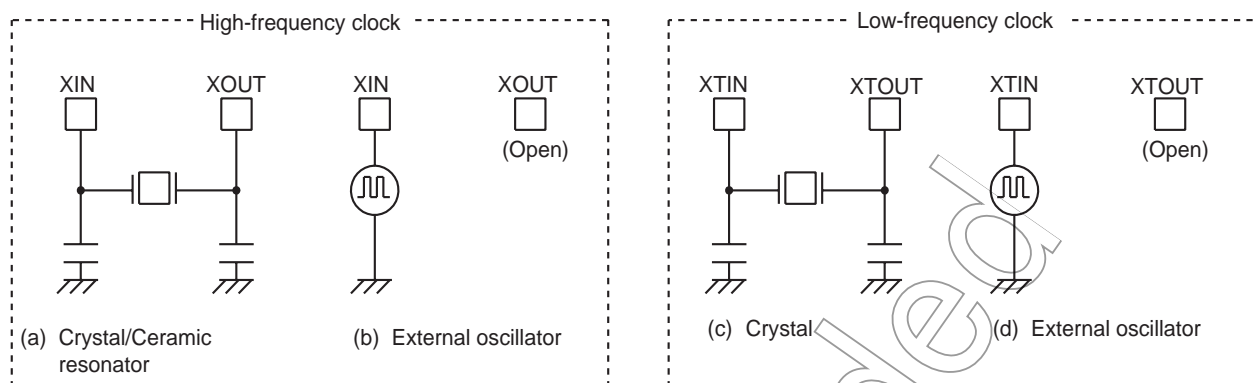 High-frequency clock
XIN XOUT XIN XOUT
(Open)
(a) Crystal/Ceramic
resonator
(b) External oscillator
Low-frequency clock
XTIN XTOUT XTIN XTOUT
(Open)
(c) Crystal
(d) External oscillator
ded